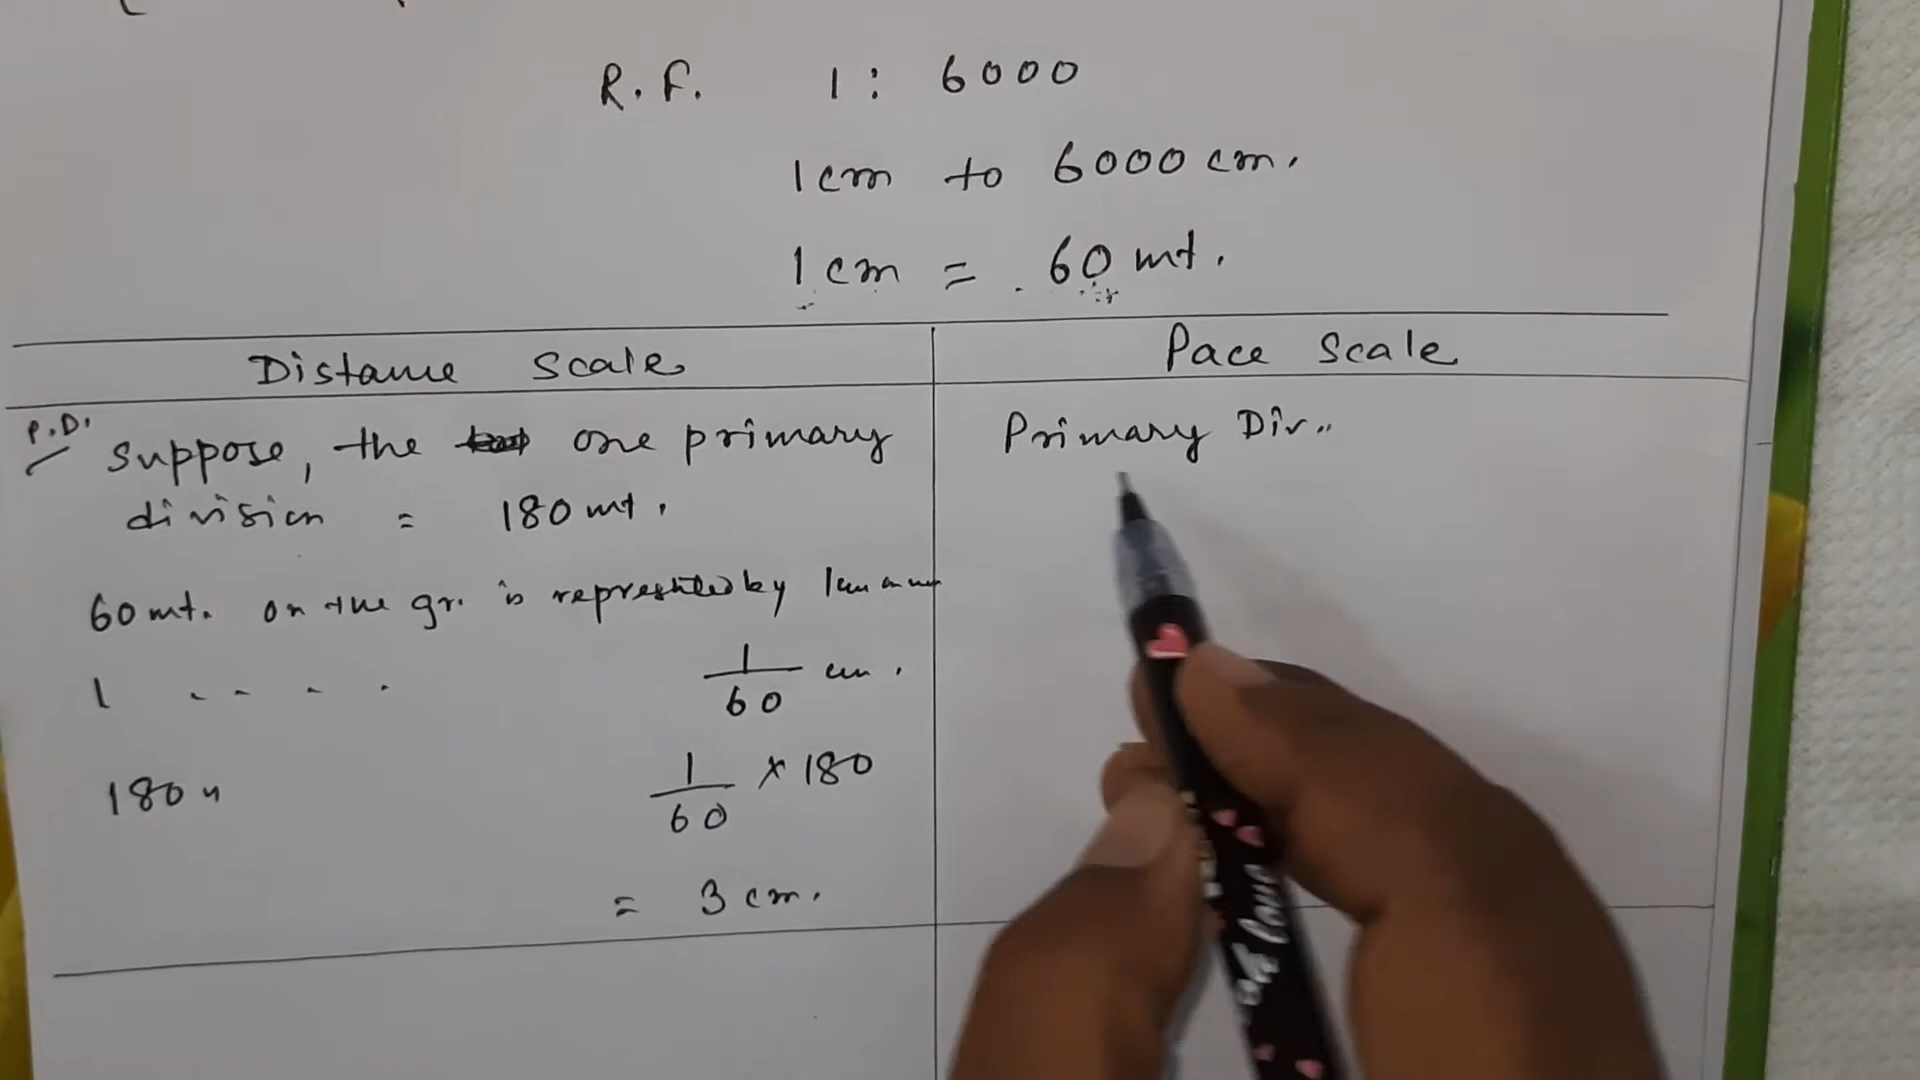 R.F. 1 : 6000
1 cm to 6000 cm.
1 cm = 60 mt.
Distance Scale
Pace Scale
P.D.
Suppose, the one primary
division = 180 mt.
60 mt. on the gr. is represented by 1 cm on
1 " " " "
1/60 cm.
180 "
1/60 × 180
= 3 cm.
Primary Div..